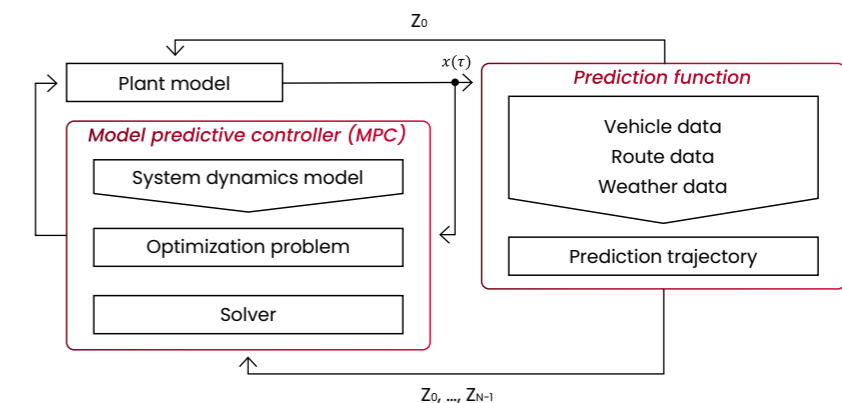 Z₀
x(τ)
Plant model
Prediction function
Vehicle data
Route data
Weather data
Model predictive controller (MPC)
System dynamics model
Optimization problem
Prediction trajectory
Solver
Z₀, ..., Z_N-1